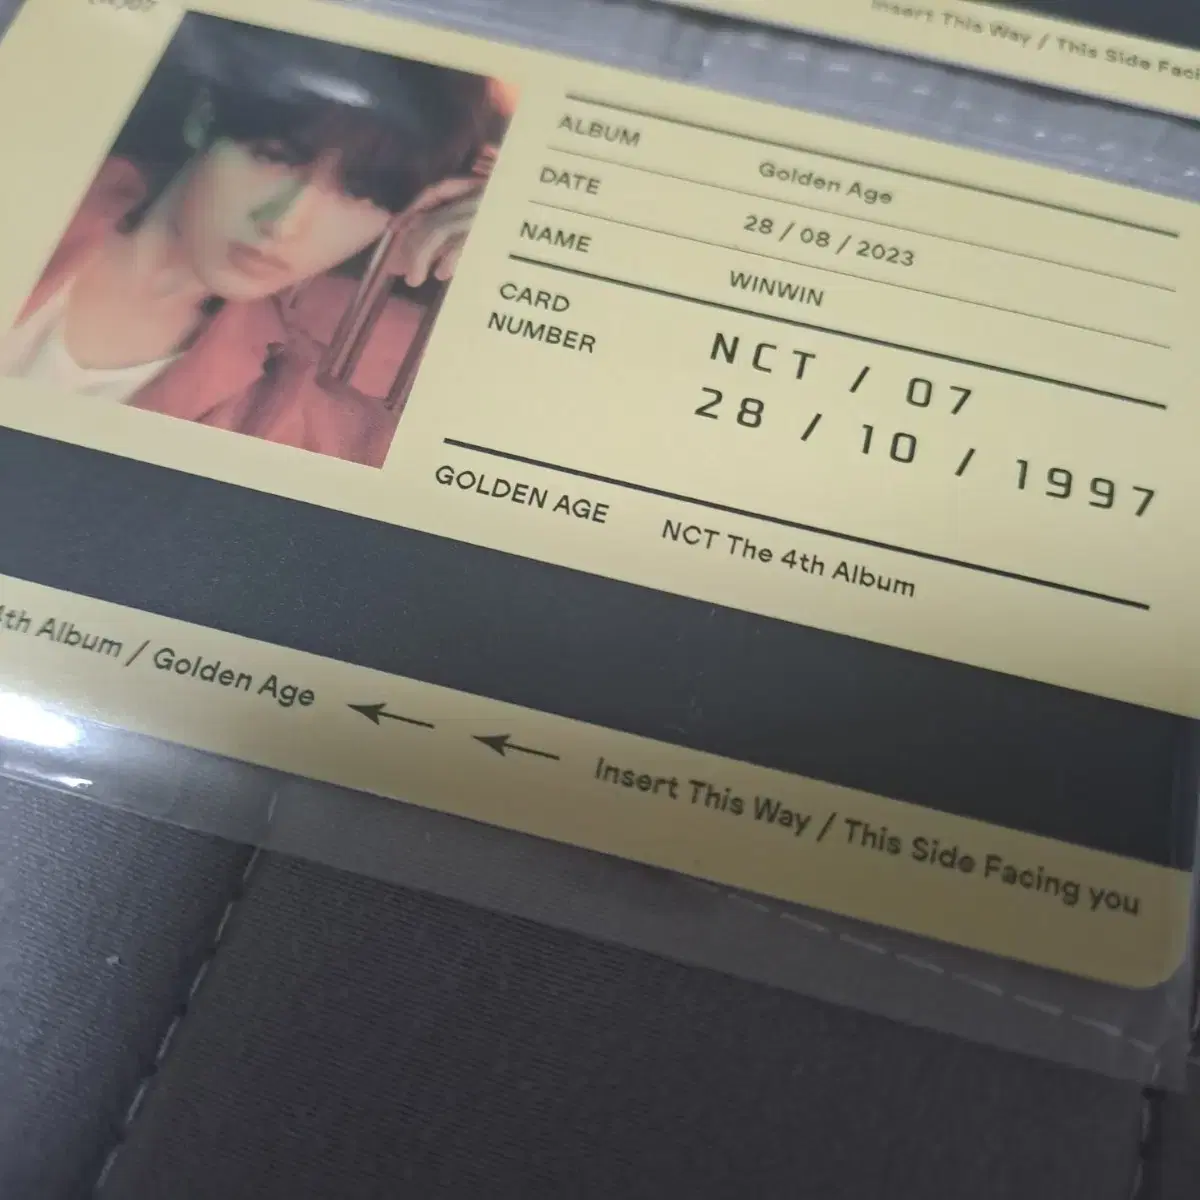 Insert This Way / This Side Faci
ALBUM Golden Age
DATE 28 / 08 / 2023
NAME WINWIN
CARD
NUMBER
NCT / 07
28 / 10 / 1997
GOLDEN AGE NCT The 4th Album
4th Album / Golden Age Insert This Way / This Side Facing you